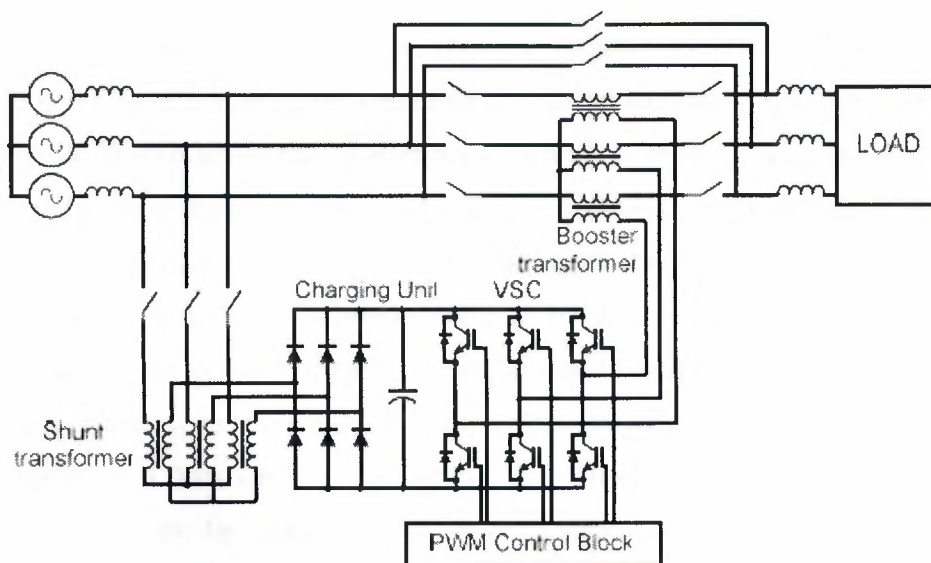 LOAD
Booster
transformer
Charging Unit
VSC
Shunt
transformer
PWM Control Block